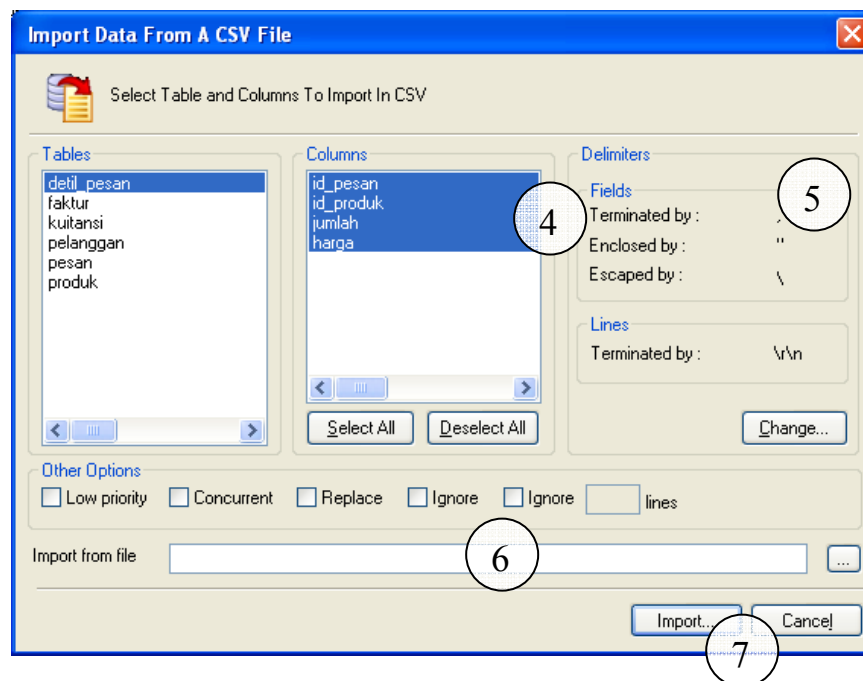 Import Data From A CSV File
Select Table and Columns To Import In CSV
Tables
detil_pesan
faktur
kuitansi
pelanggan
pesan
produk
Columns
id_pesan
id_produk
jumlah
harga
4
Select All Deselect All
Delimiters
5
Fields
Terminated by : ,
Enclosed by : "
Escaped by : \
Lines
Terminated by : \r\n
Change...
Other Options
Low priority Concurrent Replace Ignore Ignore lines
Import from file 6 ...
Import... Cancel
7